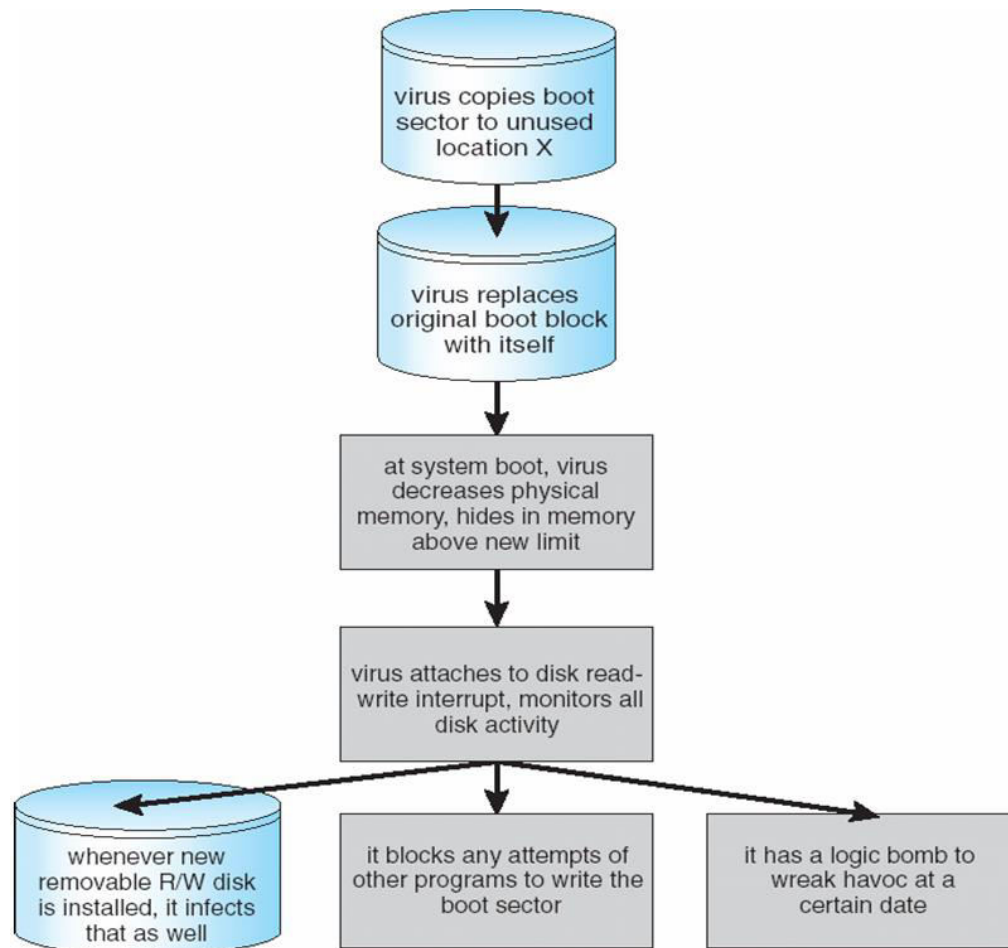 virus copies boot
sector to unused
location X
virus replaces
original boot block
with itself
at system boot, virus
decreases physical
memory, hides in memory
above new limit
virus attaches to disk read-
write interrupt, monitors all
disk activity
whenever new
removable R/W disk
is installed, it infects
that as well
it blocks any attempts of
other programs to write the
boot sector
it has a logic bomb to
wreak havoc at a
certain date